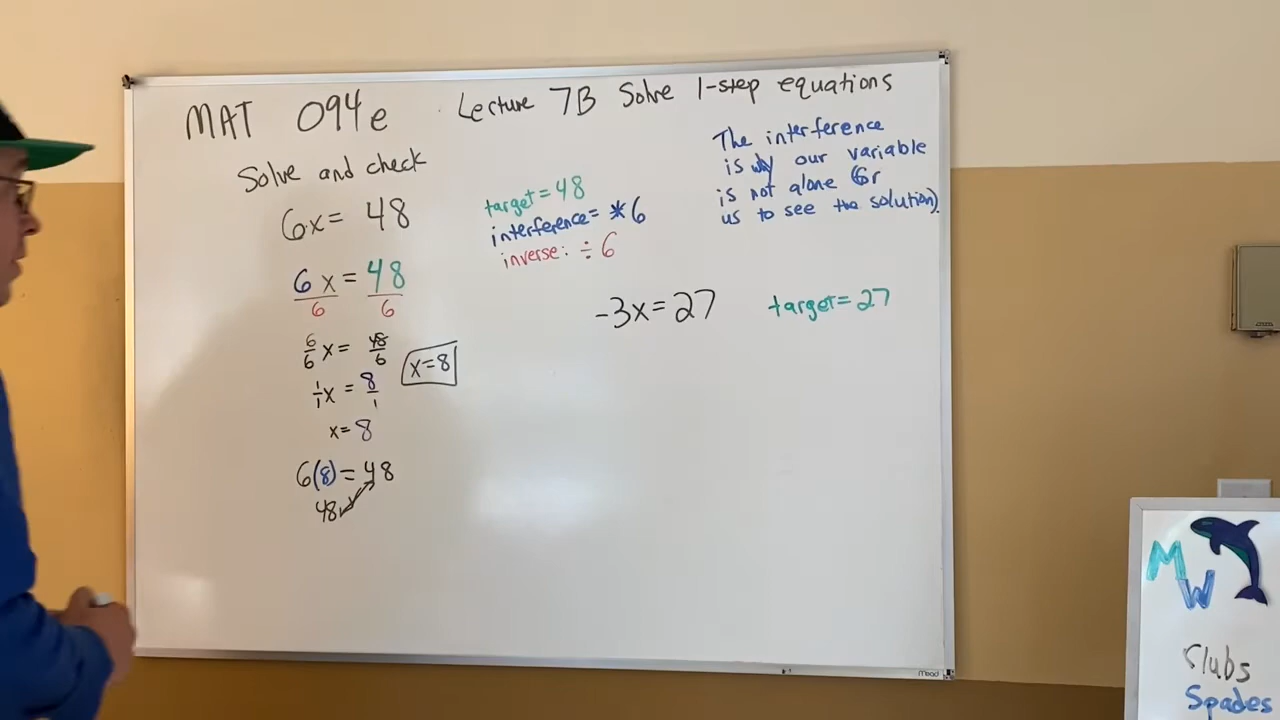 MAT 094e
Lecture 7B Solve 1-step equations
Solve and check
6x = 48
6x = 48
6 6
6/6 x = 48/6
1/1 x = 8/1
x = 8
x = 8
6(8) = 48
48 ✓
target = 48
interference = *6
inverse: ÷ 6
The interference
is why our variable
is not alone (for
us to see the solution).
-3x = 27
target = 27
mead
MW
Clubs
Spades